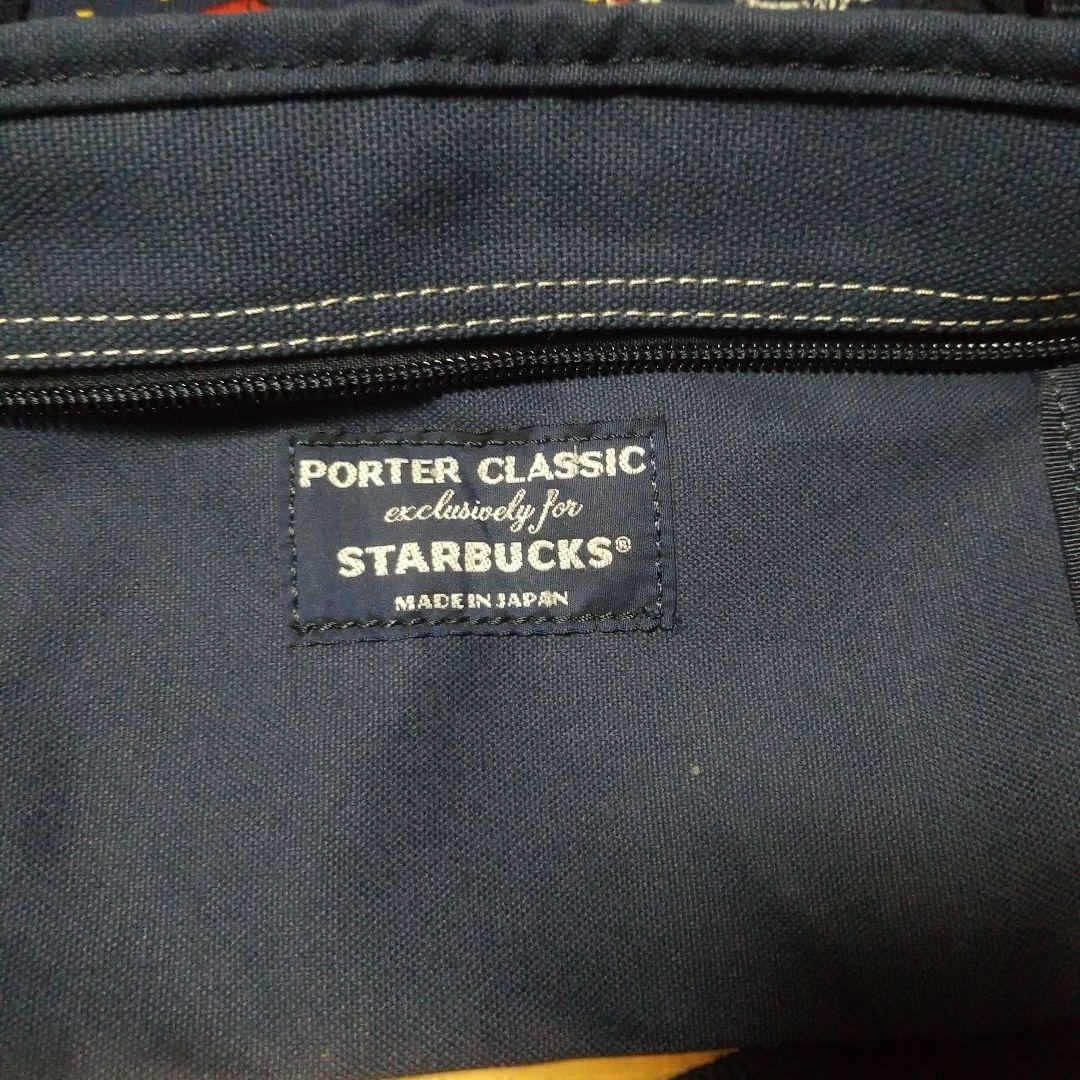 PORTER CLASSIC
exclusively for
STARBUCKS®
MADE IN JAPAN